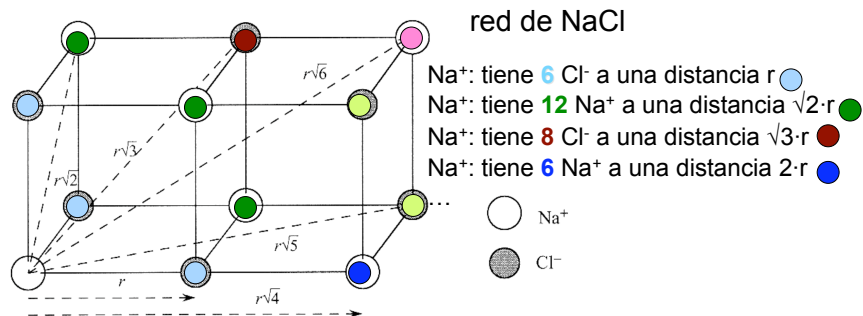 red de NaCl
Na⁺: tiene 6 Cl⁻ a una distancia r
Na⁺: tiene 12 Na⁺ a una distancia √2·r
Na⁺: tiene 8 Cl⁻ a una distancia √3·r
Na⁺: tiene 6 Na⁺ a una distancia 2·r
r√6
r√3
r√2
...
r√5
r
r√4
Na⁺
Cl⁻